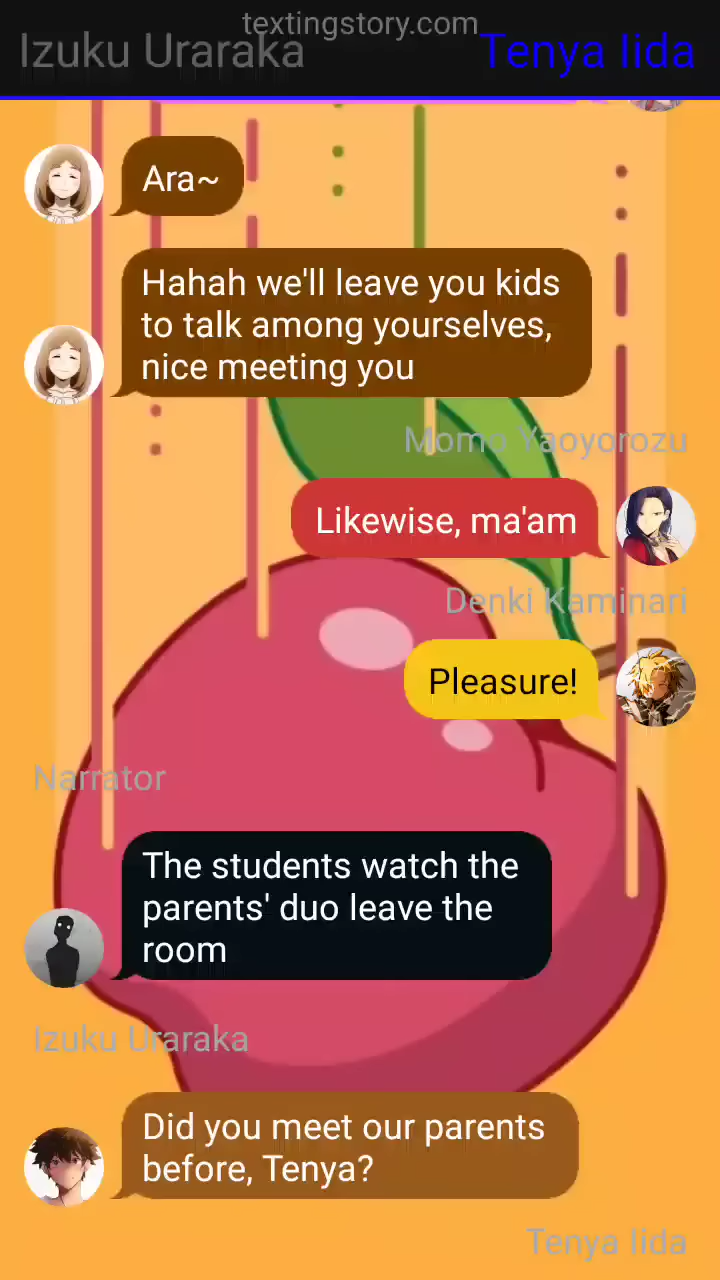 textingstory.com
Izuku Uraraka
Tenya Iida
Ara~
Hahah we'll leave you kids
to talk among yourselves,
nice meeting you
Momo Yaoyorozu
Likewise, ma'am
Denki Kaminari
Pleasure!
Narrator
The students watch the
parents' duo leave the
room
Izuku Uraraka
Did you meet our parents
before, Tenya?
Tenya Iida